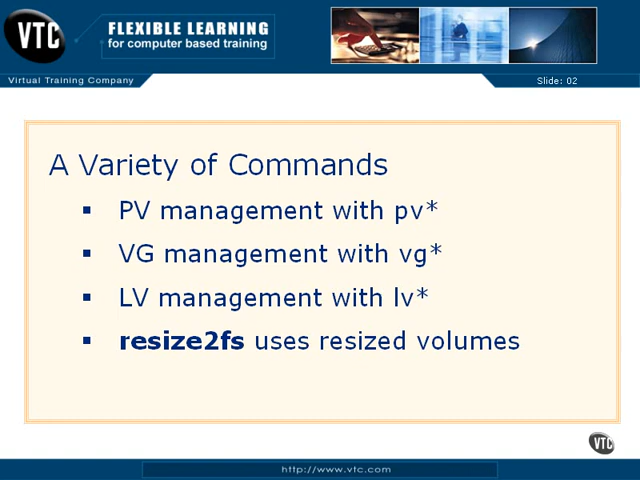 VTC
FLEXIBLE LEARNING
for computer based training
Virtual Training Company
Slide: 02
A Variety of Commands
▪ PV management with pv*
▪ VG management with vg*
▪ LV management with lv*
▪ resize2fs uses resized volumes
VTC
http://www.vtc.com